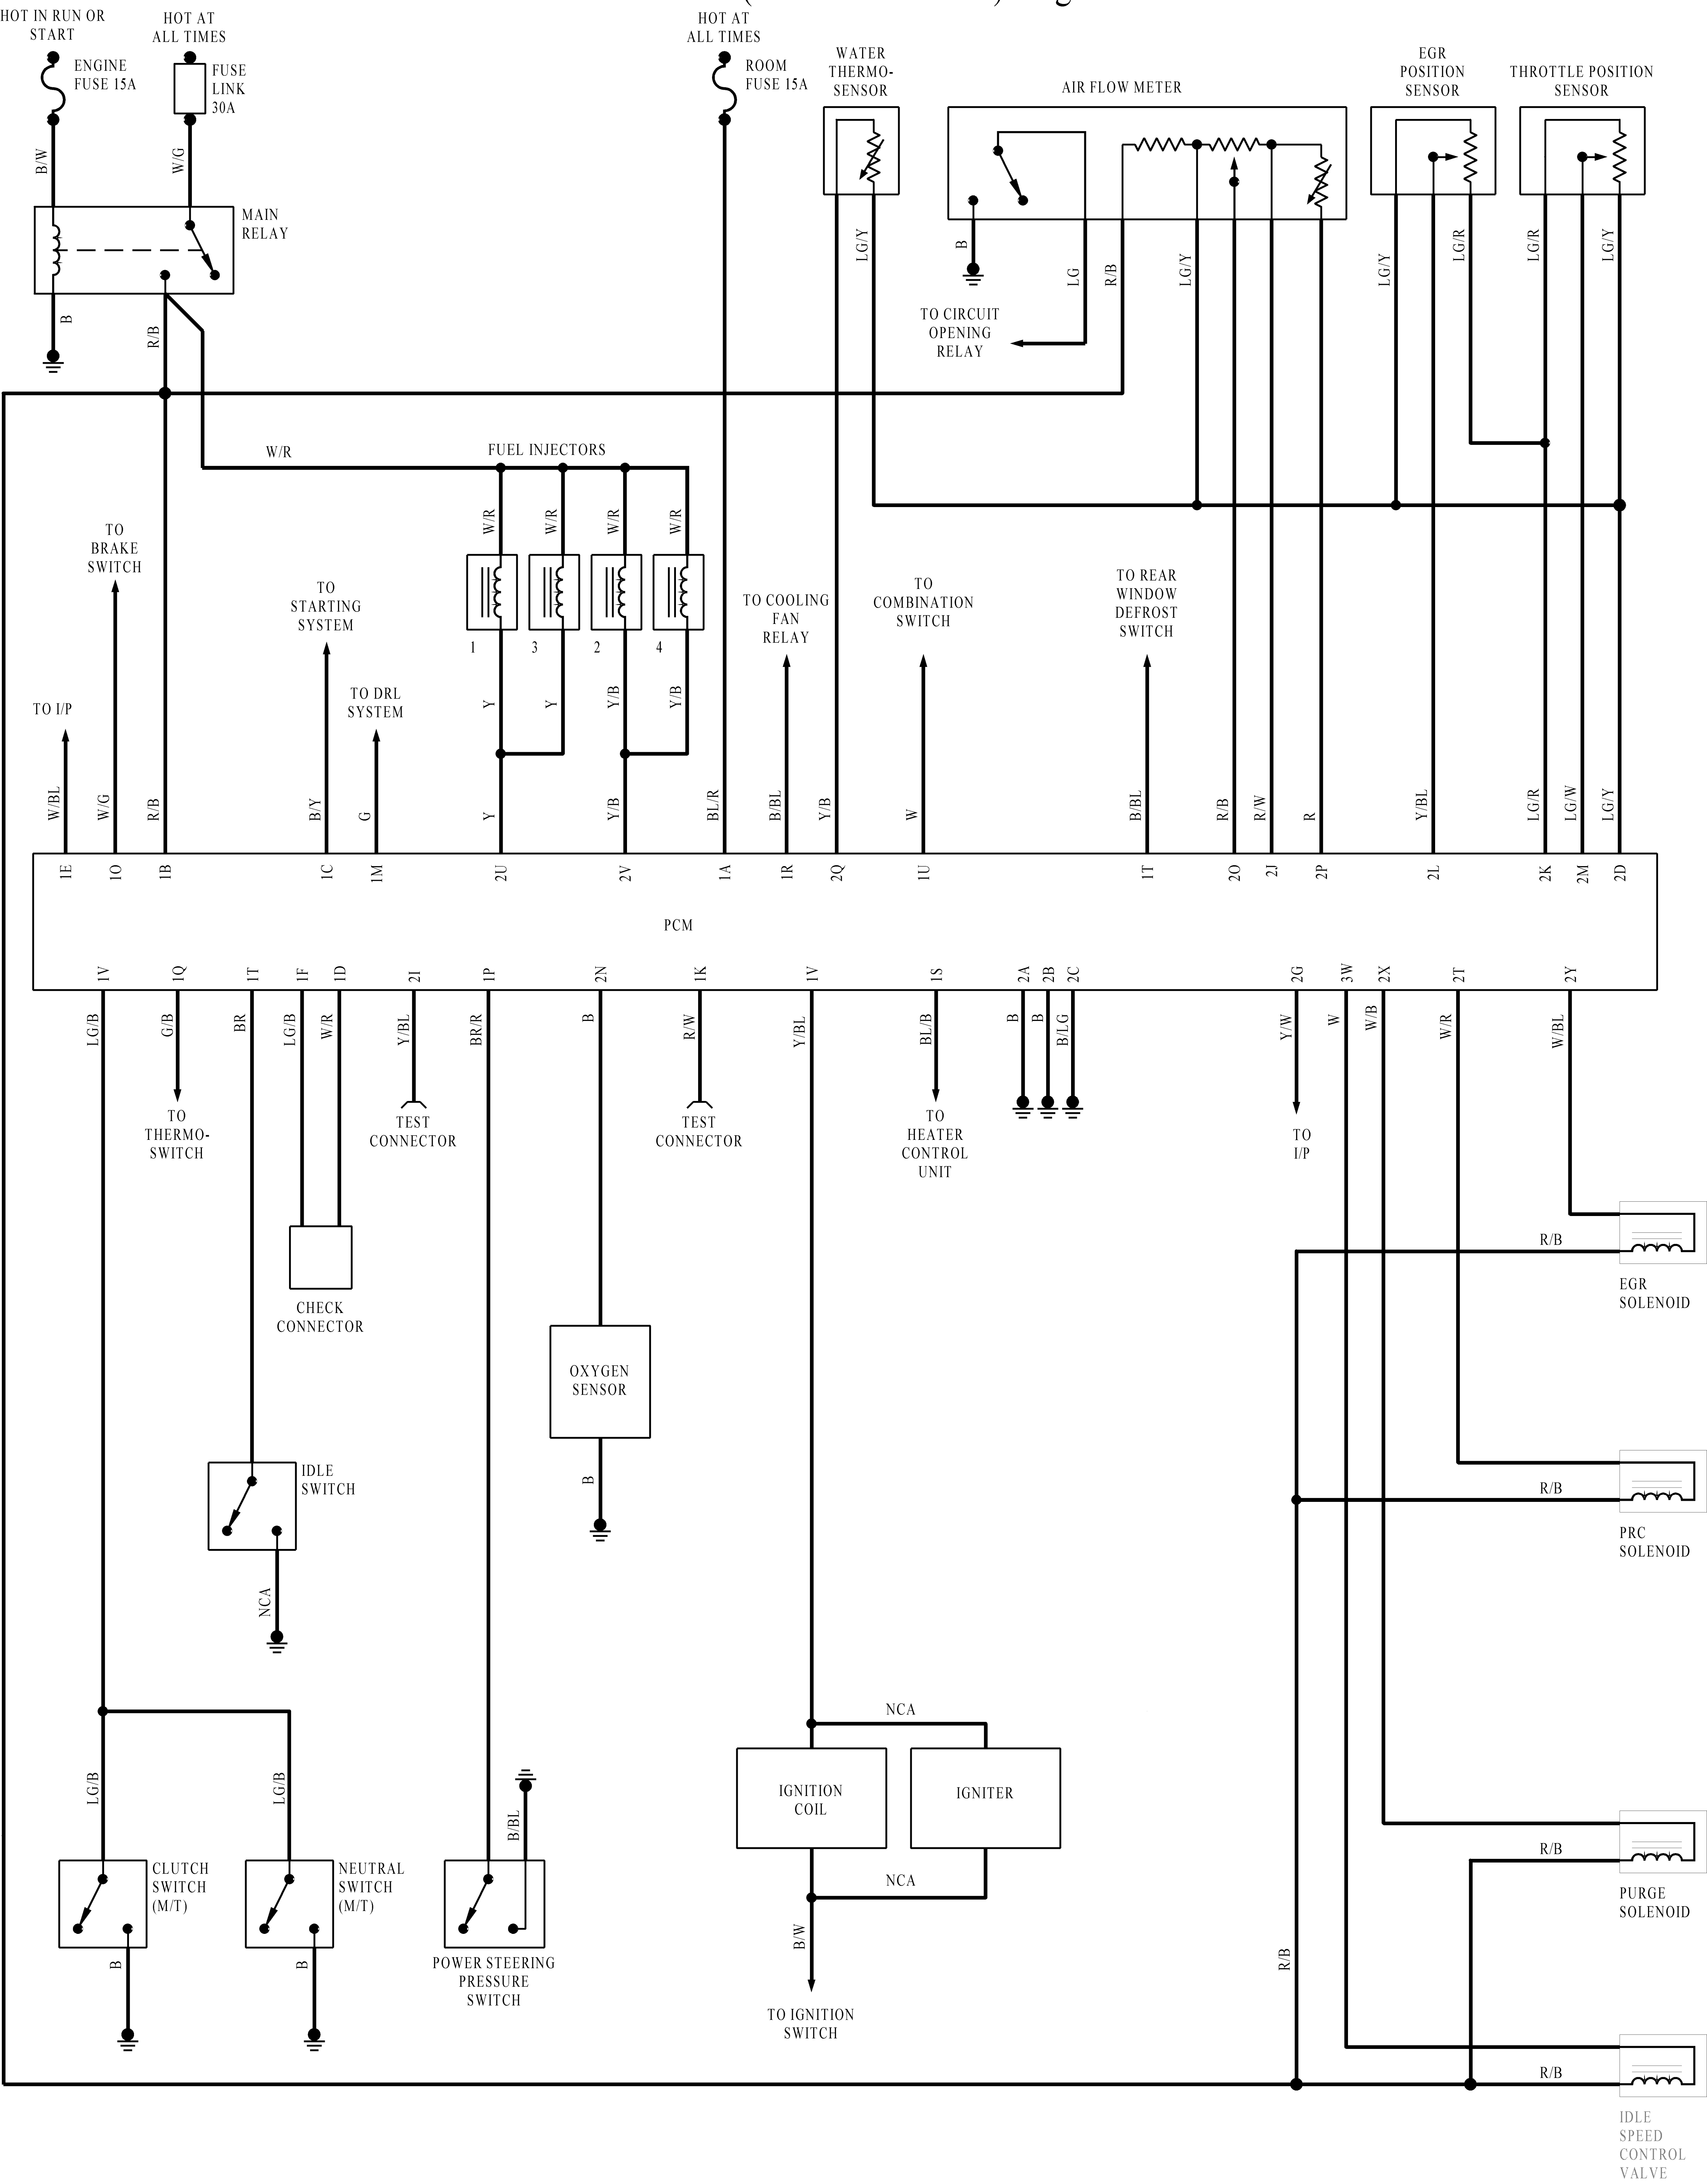 HOT IN RUN OR
START
HOT AT
ALL TIMES
HOT AT
ALL TIMES
ENGINE
FUSE 15A
FUSE
LINK
30A
ROOM
FUSE 15A
WATER
THERMO-
SENSOR
AIR FLOW METER
EGR
POSITION
SENSOR
THROTTLE POSITION
SENSOR
B/W
W/G
MAIN
RELAY
B
R/B
LG/Y
B
LG
R/B
LG/Y
LG/Y
LG/R
LG/R
LG/Y
TO CIRCUIT
OPENING
RELAY
W/R
FUEL INJECTORS
W/R
W/R
W/R
W/R
1
3
2
4
Y
Y
Y/B
Y/B
TO
BRAKE
SWITCH
TO
STARTING
SYSTEM
TO COOLING
FAN
RELAY
TO
COMBINATION
SWITCH
TO REAR
WINDOW
DEFROST
SWITCH
TO I/P
TO DRL
SYSTEM
W/BL
W/G
R/B
B/Y
G
Y
Y/B
BL/R
B/BL
Y/B
W
B/BL
R/B
R/W
R
Y/BL
LG/R
LG/W
LG/Y
1E
1O
1B
1C
1M
2U
2V
1A
1R
2Q
1U
1T
2O
2J
2P
2L
2K
2M
2D
PCM
1V
1Q
1T
1F
1D
2I
1P
2N
1K
1V
1S
2A
2B
2C
2G
3W
2X
2T
2Y
LG/B
G/B
BR
LG/B
W/R
Y/BL
BR/R
B
R/W
Y/BL
BL/B
B
B
B/LG
Y/W
W
W/B
W/R
W/BL
TO
THERMO-
SWITCH
TEST
CONNECTOR
TEST
CONNECTOR
TO
HEATER
CONTROL
UNIT
TO
I/P
R/B
EGR
SOLENOID
CHECK
CONNECTOR
OXYGEN
SENSOR
B
IDLE
SWITCH
NCA
R/B
PRC
SOLENOID
NCA
IGNITION
COIL
IGNITER
NCA
B/W
TO IGNITION
SWITCH
LG/B
LG/B
B/BL
CLUTCH
SWITCH
(M/T)
NEUTRAL
SWITCH
(M/T)
B
B
POWER STEERING
PRESSURE
SWITCH
R/B
R/B
PURGE
SOLENOID
R/B
IDLE
SPEED
CONTROL
VALVE